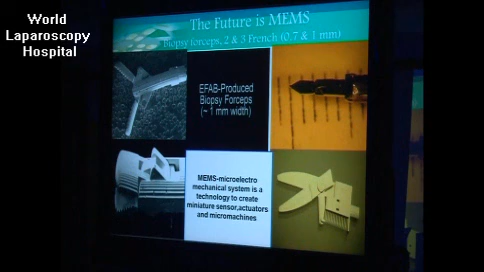 World
Laparoscopy
Hospital
The Future is MEMS
Biopsy forceps, 2 & 3 French (0.7 & 1 mm)
EFAB-Produced
Biopsy Forceps
(~ 1 mm width)
MEMS-microelectro
mechanical system is a
technology to create
miniature sensor,actuators
and micromachines